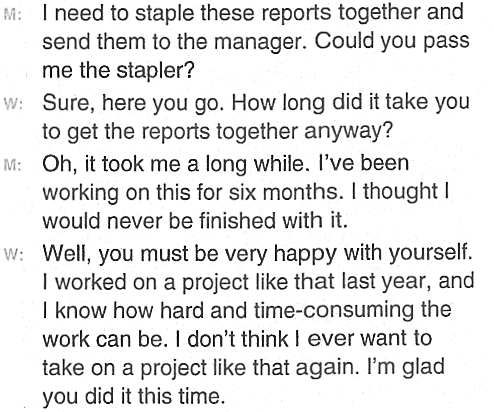 M: I need to staple these reports together and
send them to the manager. Could you pass
me the stapler?
W: Sure, here you go. How long did it take you
to get the reports together anyway?
M: Oh, it took me a long while. I've been
working on this for six months. I thought I
would never be finished with it.
W: Well, you must be very happy with yourself.
I worked on a project like that last year, and
I know how hard and time-consuming the
work can be. I don't think I ever want to
take on a project like that again. I'm glad
you did it this time.